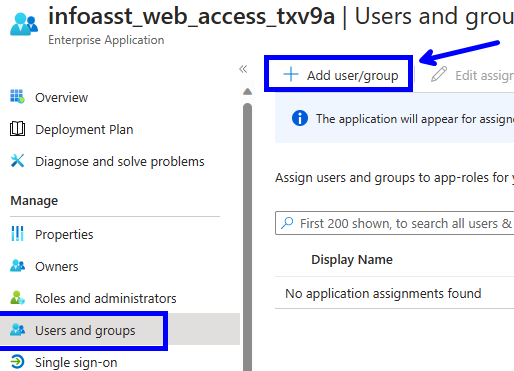 infoasst_web_access_txv9a | Users and grou
Enterprise Application
Add user/group
Edit assign
Overview
Deployment Plan
Diagnose and solve problems
Manage
Properties
Owners
Roles and administrators
Users and groups
Single sign-on
The application will appear for assigne
Assign users and groups to app-roles for y
First 200 shown, to search all users &
Display Name
No application assignments found